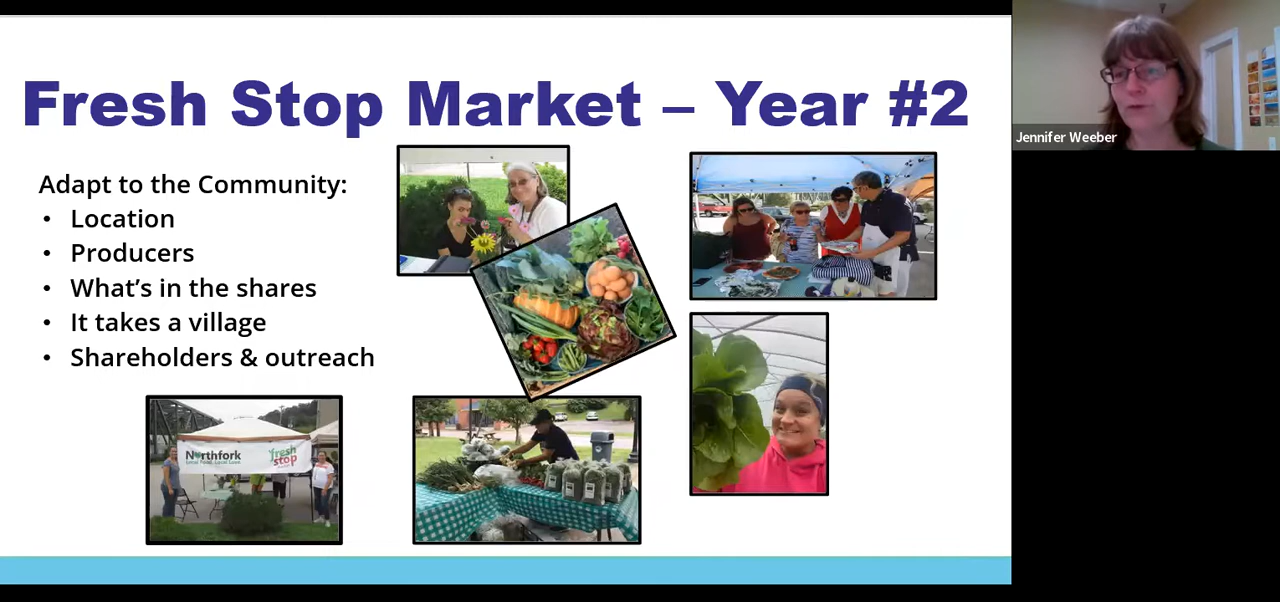 Fresh Stop Market – Year #2
Jennifer Weeber
Adapt to the Community:
• Location
• Producers
• What's in the shares
• It takes a village
• Shareholders & outreach
Northfork
fresh
stop